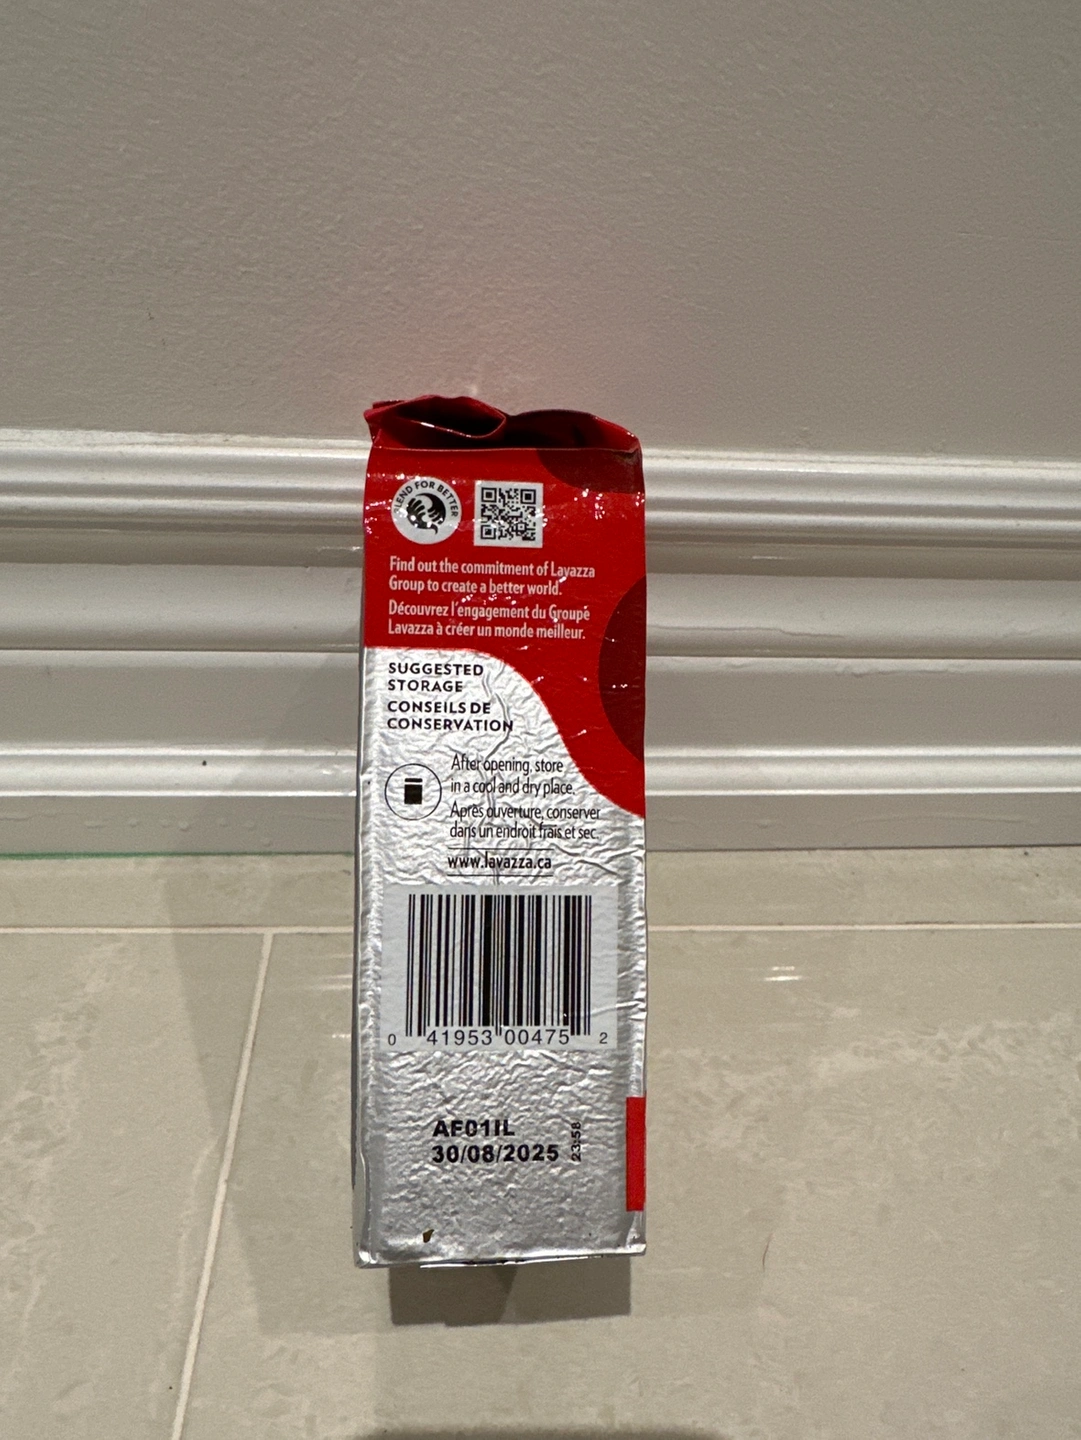 BLEND FOR BETTER
Find out the commitment of Lavazza
Group to create a better world.
Découvrez l'engagement du Groupe
Lavazza à créer un monde meilleur.
SUGGESTED
STORAGE
CONSEILS DE
CONSERVATION
After opening, store
in a cool and dry place.
Après ouverture, conserver
dans un endroit frais et sec.
www.lavazza.ca
0 41953 00475 2
AF01IL
30/08/2025
23:58